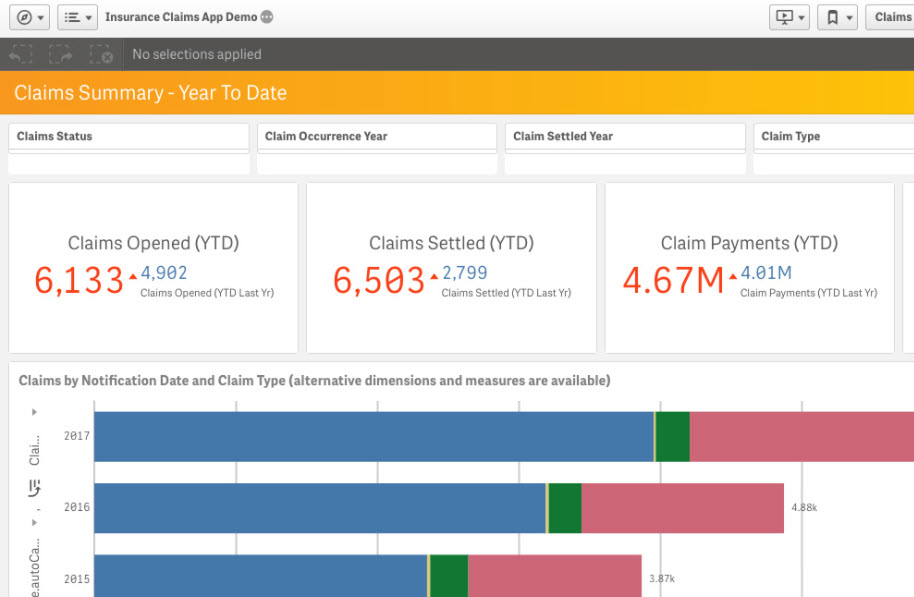 Insurance Claims App Demo
Claims
No selections applied
Claims Summary - Year To Date
Claims Status
Claim Occurrence Year
Claim Settled Year
Claim Type
Claims Opened (YTD)
6,133
4,902
Claims Opened (YTD Last Yr)
Claims Settled (YTD)
6,503
2,799
Claims Settled (YTD Last Yr)
Claim Payments (YTD)
4.67M
4.01M
Claim Payments (YTD Last Yr)
Claims by Notification Date and Claim Type (alternative dimensions and measures are available)
Clai...
e.autoCa...
2017
2016
4.88k
2015
3.87k